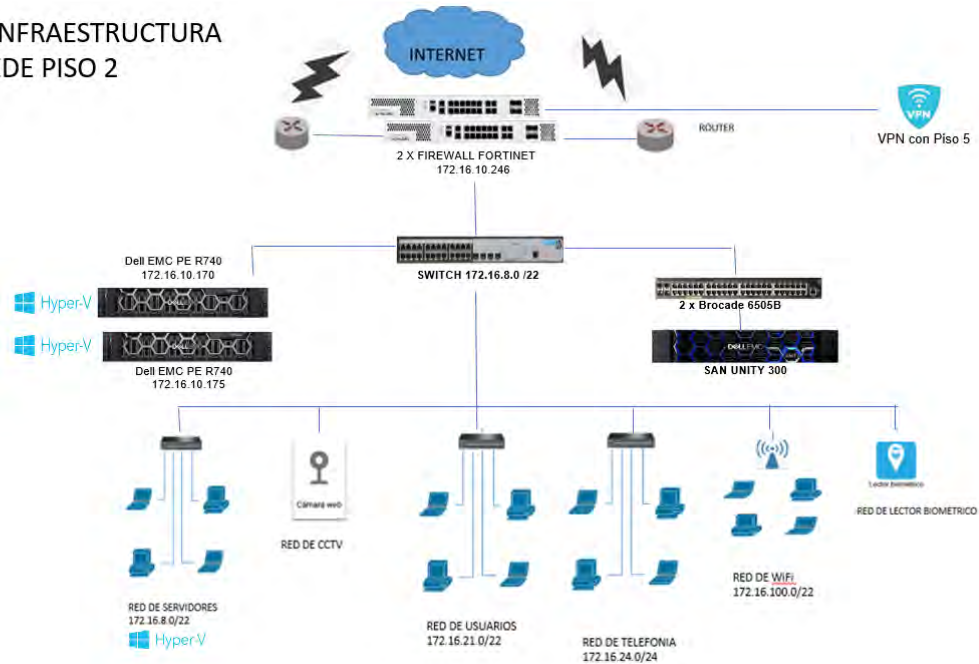 NFRAESTRUCTURA
EDE PISO 2
INTERNET
VPN
VPN con Piso 5
ROUTER
2 X FIREWALL FORTINET
172.16.10.246
SWITCH 172.16.8.0 /22
Dell EMC PE R740
172.16.10.170
Hyper-V
DELL
Hyper-V
DELL
Dell EMC PE R740
172.16.10.175
2 x Brocade 6505B
DELLEMC
SAN UNITY 300
Cámara web
Lector biométrico
RED DE CCTV
RED DE LECTOR BIOMÉTRICO
RED DE SERVIDORES
172.16.8.0/22
Hyper-V
RED DE USUARIOS
172.16.21.0/22
RED DE TELEFONIA
172.16.24.0/24
RED DE WiFi
172.16.100.0/22